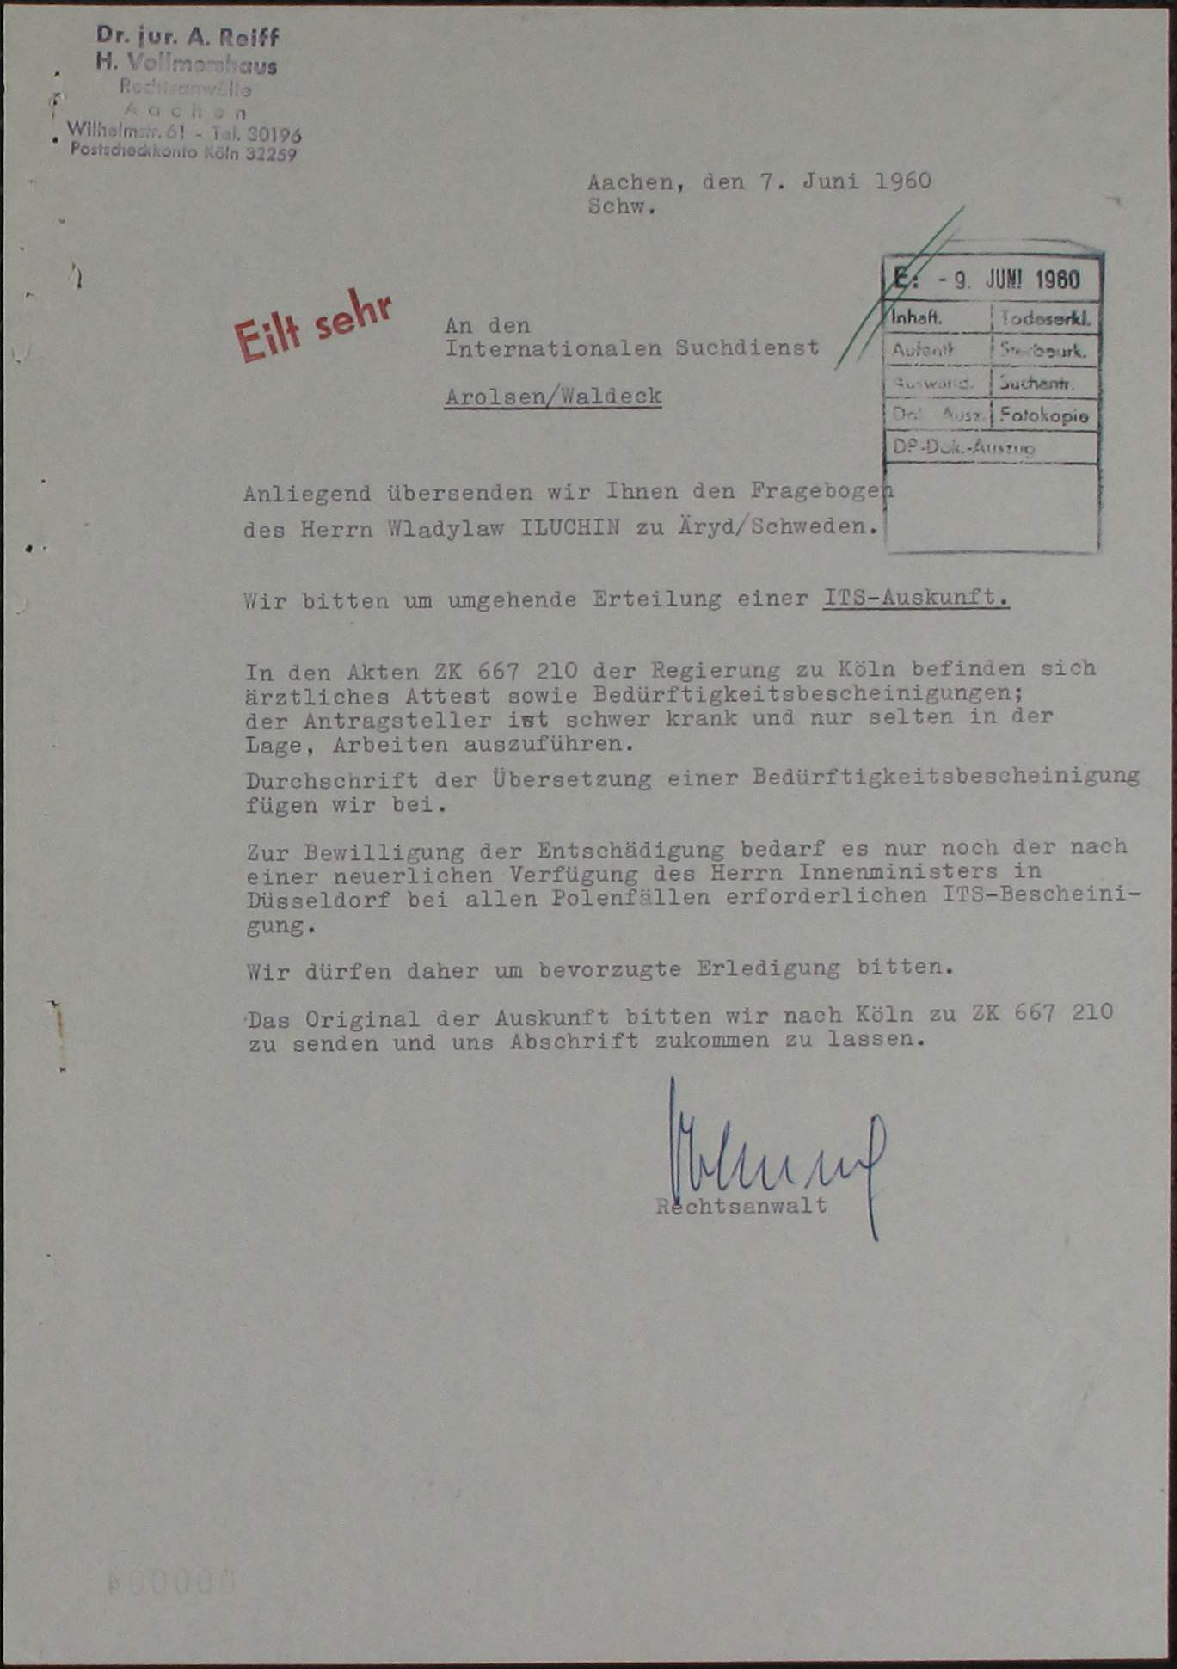 Dr. jur. A. Reiff
H. Vollmershaus
Rechtsanwälte
Aachen
Wilhelmstr. 61 - Tel. 30196
Postscheckkonto Köln 32259
Aachen, den 7. Juni 1960
Schw.
E: - 9. JUNI 1960
Inhaft. Todeserkl.
Aufenth. Sterbeurk.
Auswand. Suchantr.
Dok. Ausz. Fotokopie
DP-Dok.-Auszug
Eilt sehr
An den
Internationalen Suchdienst
Arolsen/Waldeck
Anliegend übersenden wir Ihnen den Fragebogen
des Herrn Wladylaw ILUCHIN zu Äryd/Schweden.
Wir bitten um umgehende Erteilung einer ITS-Auskunft.
In den Akten ZK 667 210 der Regierung zu Köln befinden sich
ärztliches Attest sowie Bedürftigkeitsbescheinigungen;
der Antragsteller ist schwer krank und nur selten in der
Lage, Arbeiten auszuführen.
Durchschrift der Übersetzung einer Bedürftigkeitsbescheinigung
fügen wir bei.
Zur Bewilligung der Entschädigung bedarf es nur noch der nach
einer neuerlichen Verfügung des Herrn Innenministers in
Düsseldorf bei allen Polenfällen erforderlichen ITS-Bescheini-
gung.
Wir dürfen daher um bevorzugte Erledigung bitten.
Das Original der Auskunft bitten wir nach Köln zu ZK 667 210
zu senden und uns Abschrift zukommen zu lassen.
Rechtsanwalt